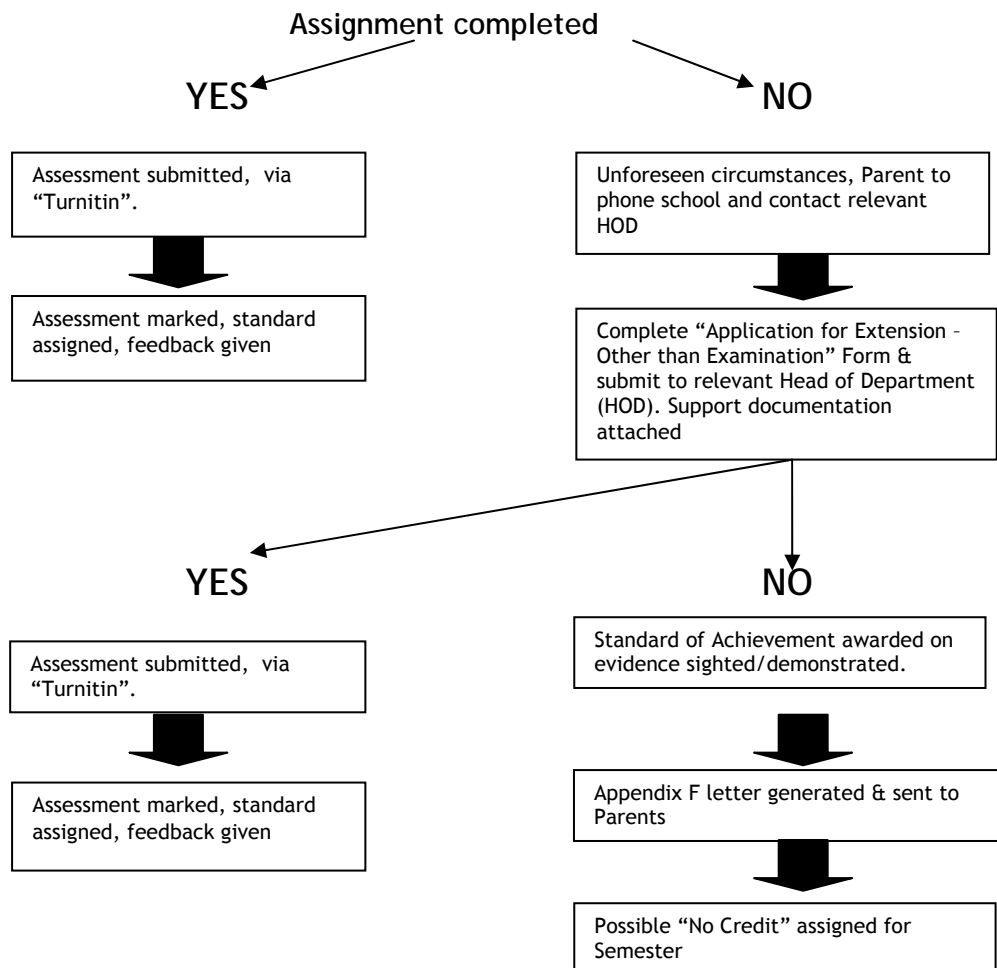 Assignment completed
YES
NO
Assessment submitted, via
“Turnitin”.
Unforeseen circumstances, Parent to
phone school and contact relevant
HOD
Assessment marked, standard
assigned, feedback given
Complete “Application for Extension –
Other than Examination” Form &
submit to relevant Head of Department
(HOD). Support documentation
attached
YES
NO
Assessment submitted, via
“Turnitin”.
Standard of Achievement awarded on
evidence sighted/demonstrated.
Assessment marked, standard
assigned, feedback given
Appendix F letter generated & sent to
Parents
Possible “No Credit” assigned for
Semester